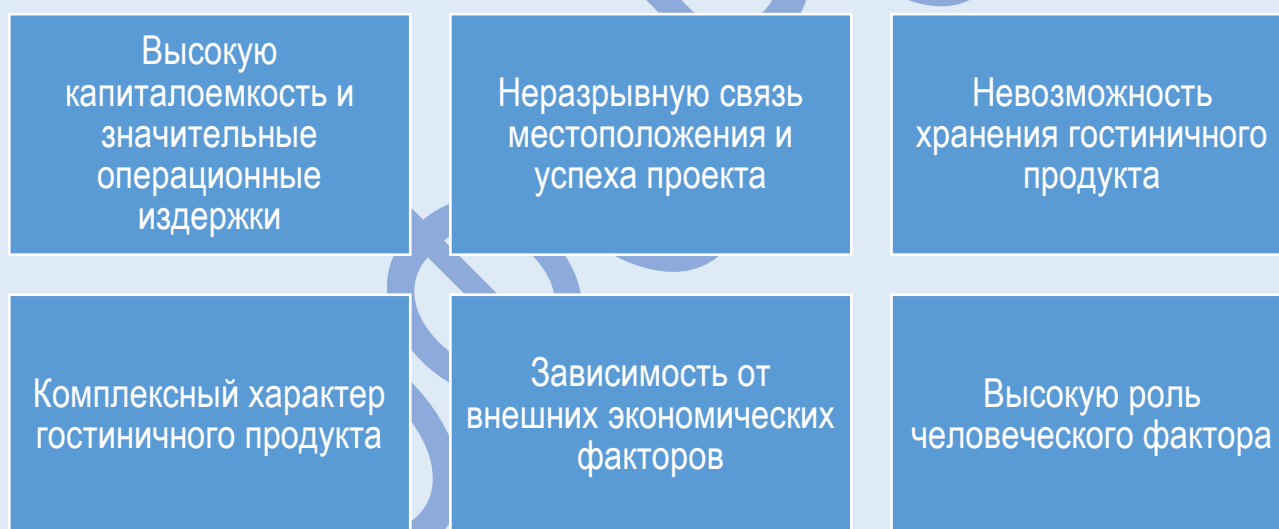 Высокую
капиталоемкость и
значительные
операционные
издержки
Неразрывную связь
местоположения и
успеха проекта
Невозможность
хранения гостиничного
продукта
Комплексный характер
гостиничного продукта
Зависимость от
внешних экономических
факторов
Высокую роль
человеческого фактора